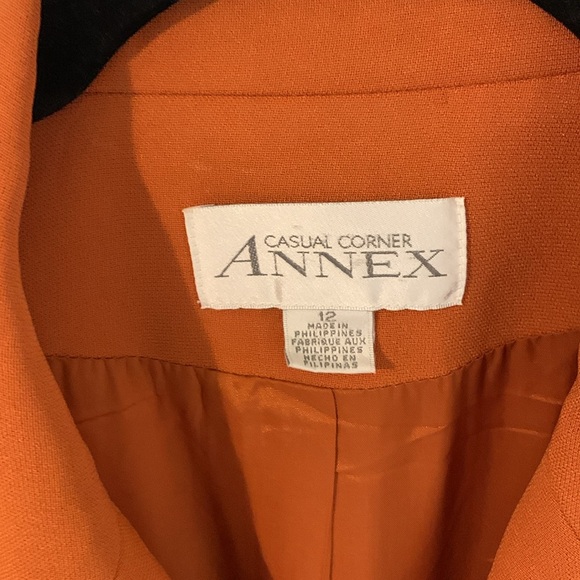 CASUAL CORNER
ANNEX
12
MADE IN
PHILIPPINES
FABRIQUE AUX
PHILIPPINES
HECHO EN
FILIPINAS